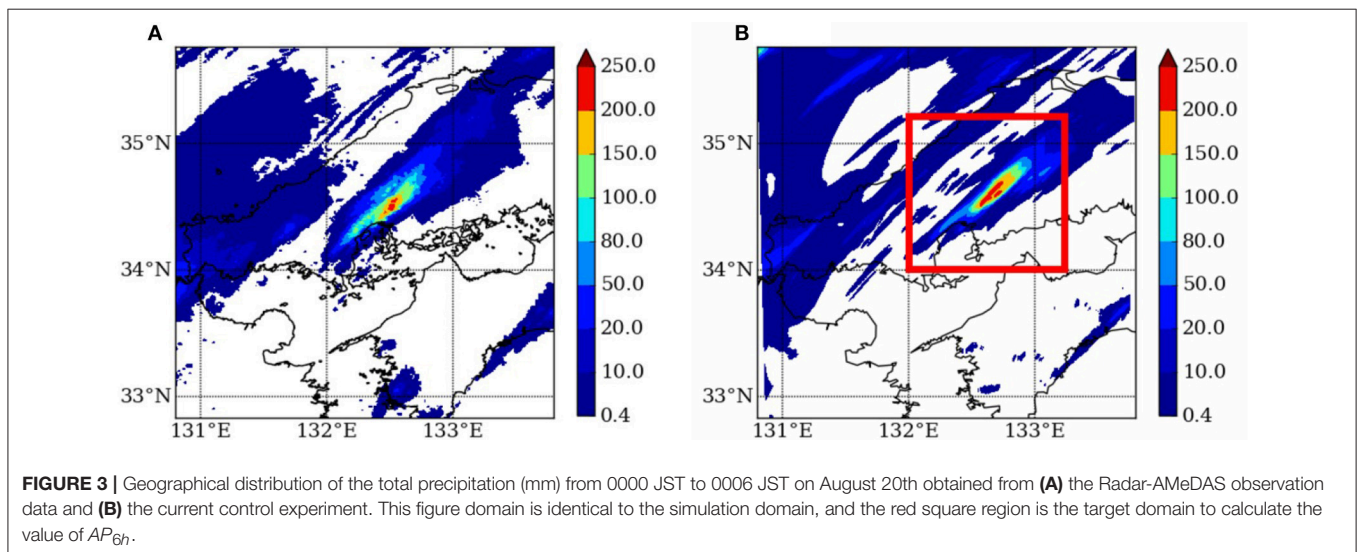 A
35°N
34°N
33°N
131°E 132°E 133°E
250.0
200.0
150.0
100.0
80.0
50.0
20.0
10.0
0.4
B
35°N
34°N
33°N
131°E 132°E 133°E
250.0
200.0
150.0
100.0
80.0
50.0
20.0
10.0
0.4
FIGURE 3 | Geographical distribution of the total precipitation (mm) from 0000 JST to 0006 JST on August 20th obtained from (A) the Radar-AMeDAS observation
data and (B) the current control experiment. This figure domain is identical to the simulation domain, and the red square region is the target domain to calculate the
value of AP6h.